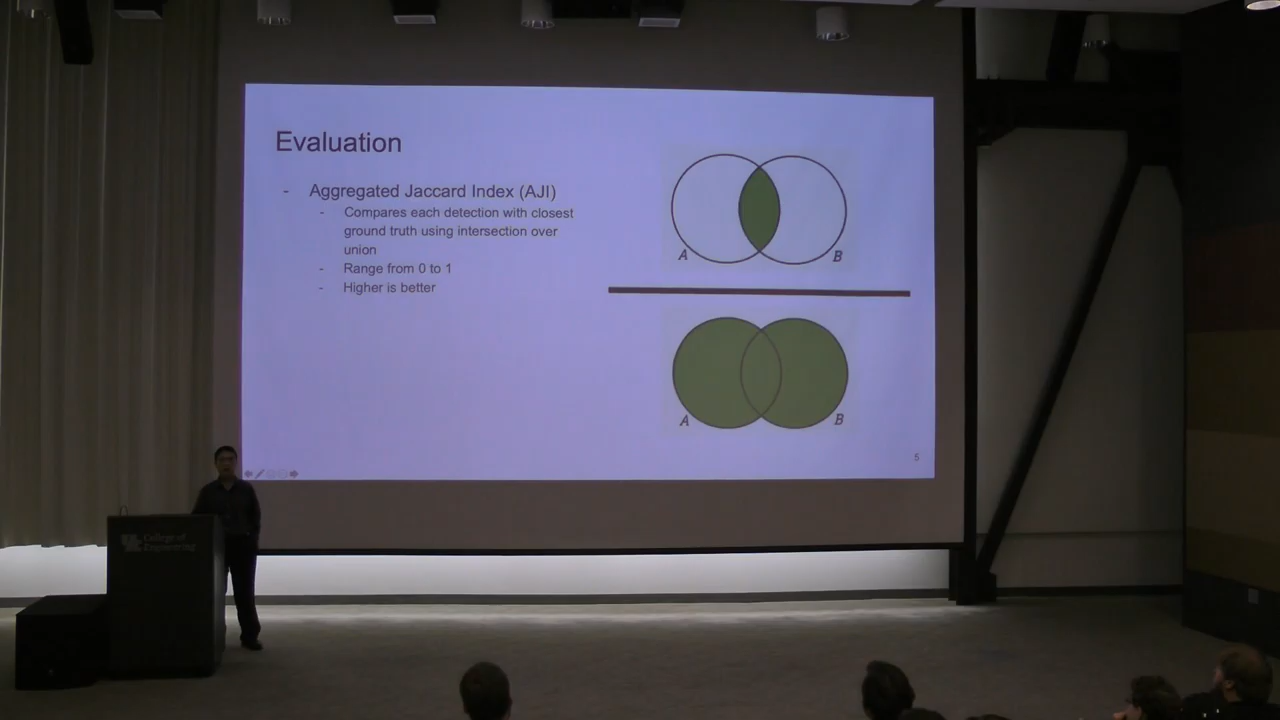 Evaluation
- Aggregated Jaccard Index (AJI)
- Compares each detection with closest
ground truth using intersection over
union
- Range from 0 to 1
- Higher is better
A
B
A
B
5
College of
Engineering